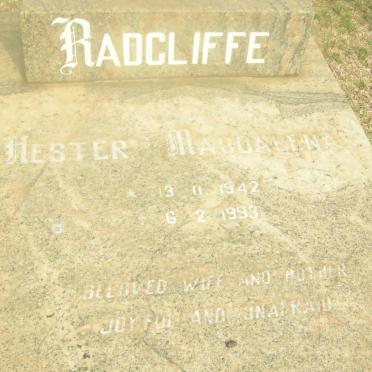 RADCLIFFE
HESTER MAGDALENA
* 13 11 1942
† 6 2 1993
BELOVED WIFE AND MOTHER
JOYFUL AND UNAFRAID